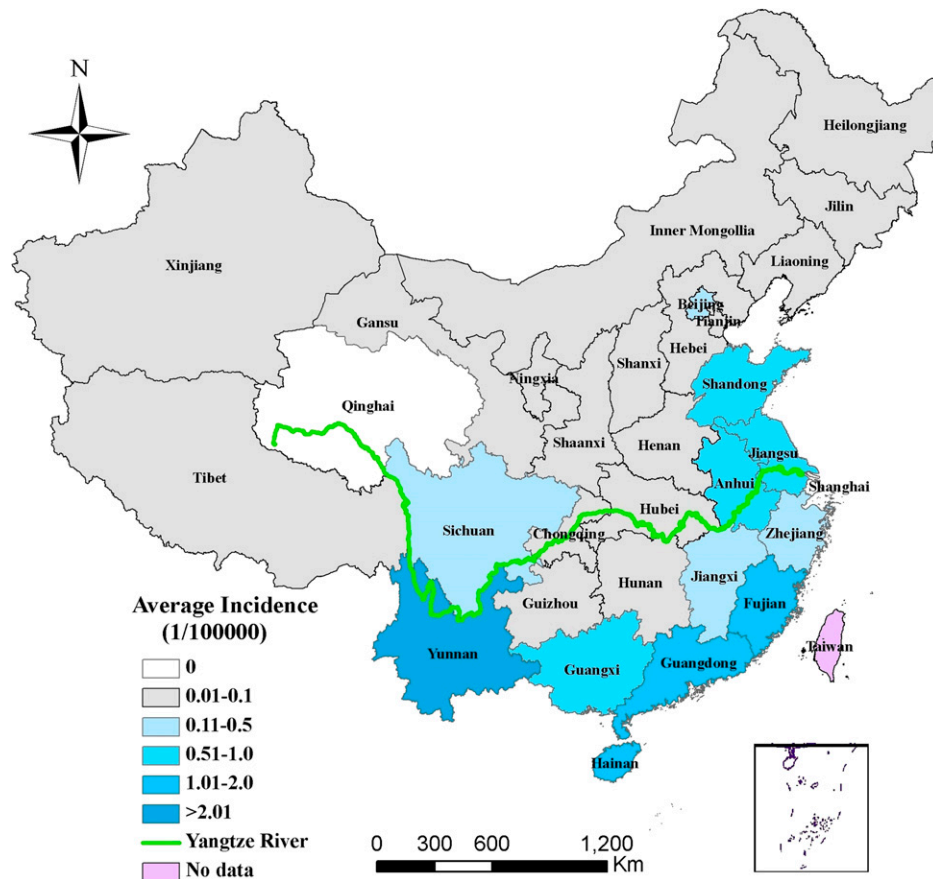 N
Heilongjiang
Jilin
Inner Mongollia
Liaoning
Xinjiang
Beijing
Tianjin
Gansu
Hebei
Shanxi
Shandong
Ningxia
Qinghai
Shaanxi
Henan
Jiangsu
Tibet
Anhui
Shanghai
Hubei
Sichuan
Chongqing
Zhejiang
Jiangxi
Hunan
Guizhou
Fujian
Taiwan
Yunnan
Guangxi
Guangdong
Hainan
Average Incidence
(1/100000)
0
0.01-0.1
0.11-0.5
0.51-1.0
1.01-2.0
>2.01
Yangtze River
No data
0 300 600 1,200
Km